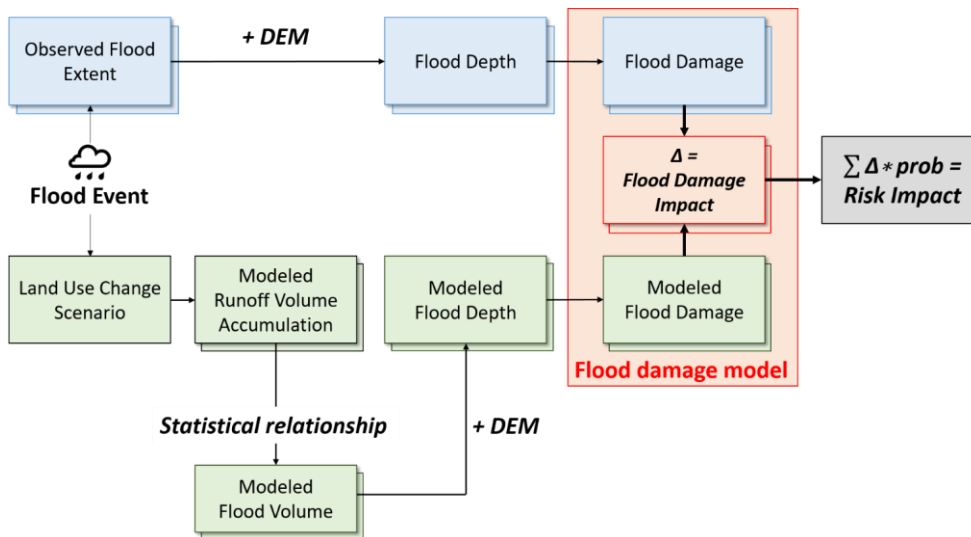 Observed Flood
Extent
+ DEM
Flood Depth
Flood Damage
Flood Event
Δ =
Flood Damage
Impact
∑ Δ * prob =
Risk Impact
Land Use Change
Scenario
Modeled
Runoff Volume
Accumulation
Modeled
Flood Depth
Modeled
Flood Damage
Flood damage model
Statistical relationship
+ DEM
Modeled
Flood Volume